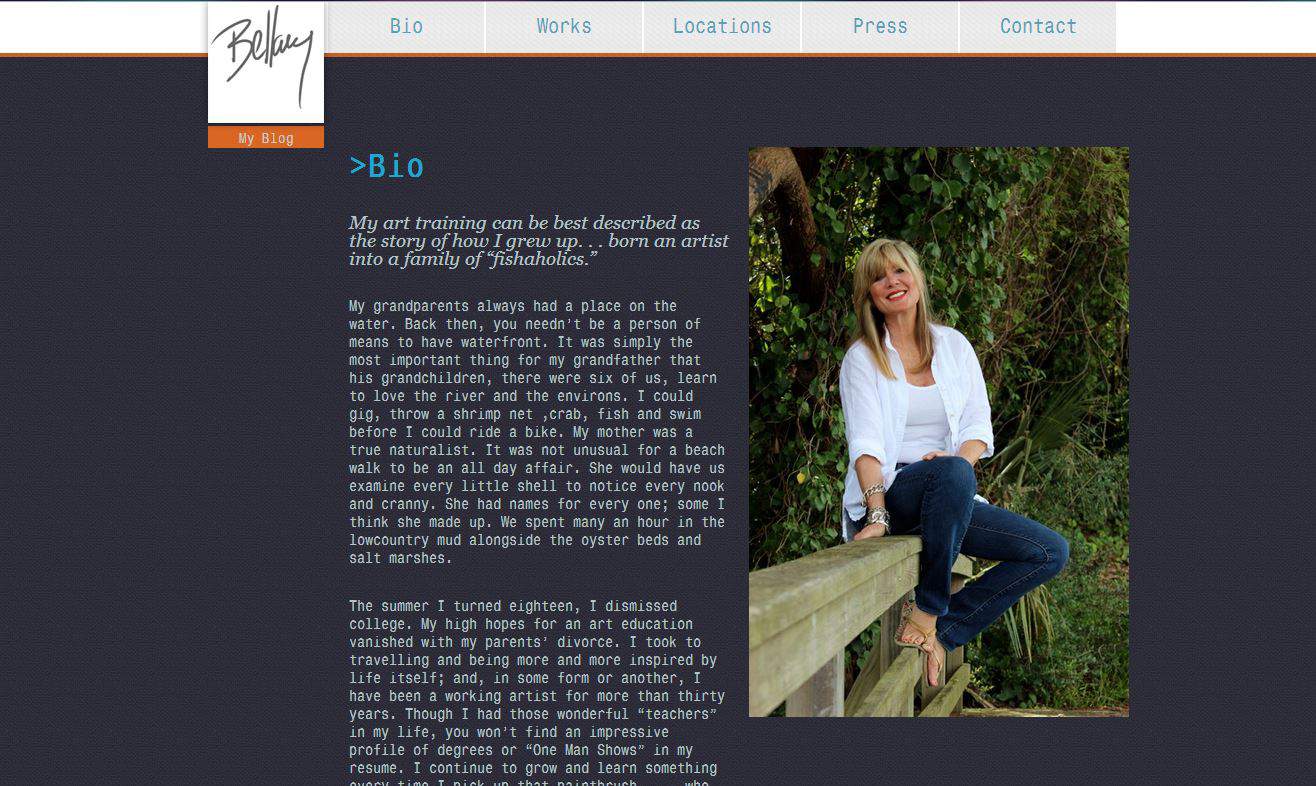 Bellamy
Bio
Works
Locations
Press
Contact
My Blog
>Bio
My art training can be best described as
the story of how I grew up. . . born an artist
into a family of “fishaholics.”
My grandparents always had a place on the
water. Back then, you needn’t be a person of
means to have waterfront. It was simply the
most important thing for my grandfather that
his grandchildren, there were six of us, learn
to love the river and the environs. I could
gig, throw a shrimp net ,crab, fish and swim
before I could ride a bike. My mother was a
true naturalist. It was not unusual for a beach
walk to be an all day affair. She would have us
examine every little shell to notice every nook
and cranny. She had names for every one; some I
think she made up. We spent many an hour in the
lowcountry mud alongside the oyster beds and
salt marshes.
The summer I turned eighteen, I dismissed
college. My high hopes for an art education
vanished with my parents’ divorce. I took to
travelling and being more and more inspired by
life itself; and, in some form or another, I
have been a working artist for more than thirty
years. Though I had those wonderful “teachers”
in my life, you won’t find an impressive
profile of degrees or “One Man Shows” in my
resume. I continue to grow and learn something
every time I pick up that paintbrush . . . who